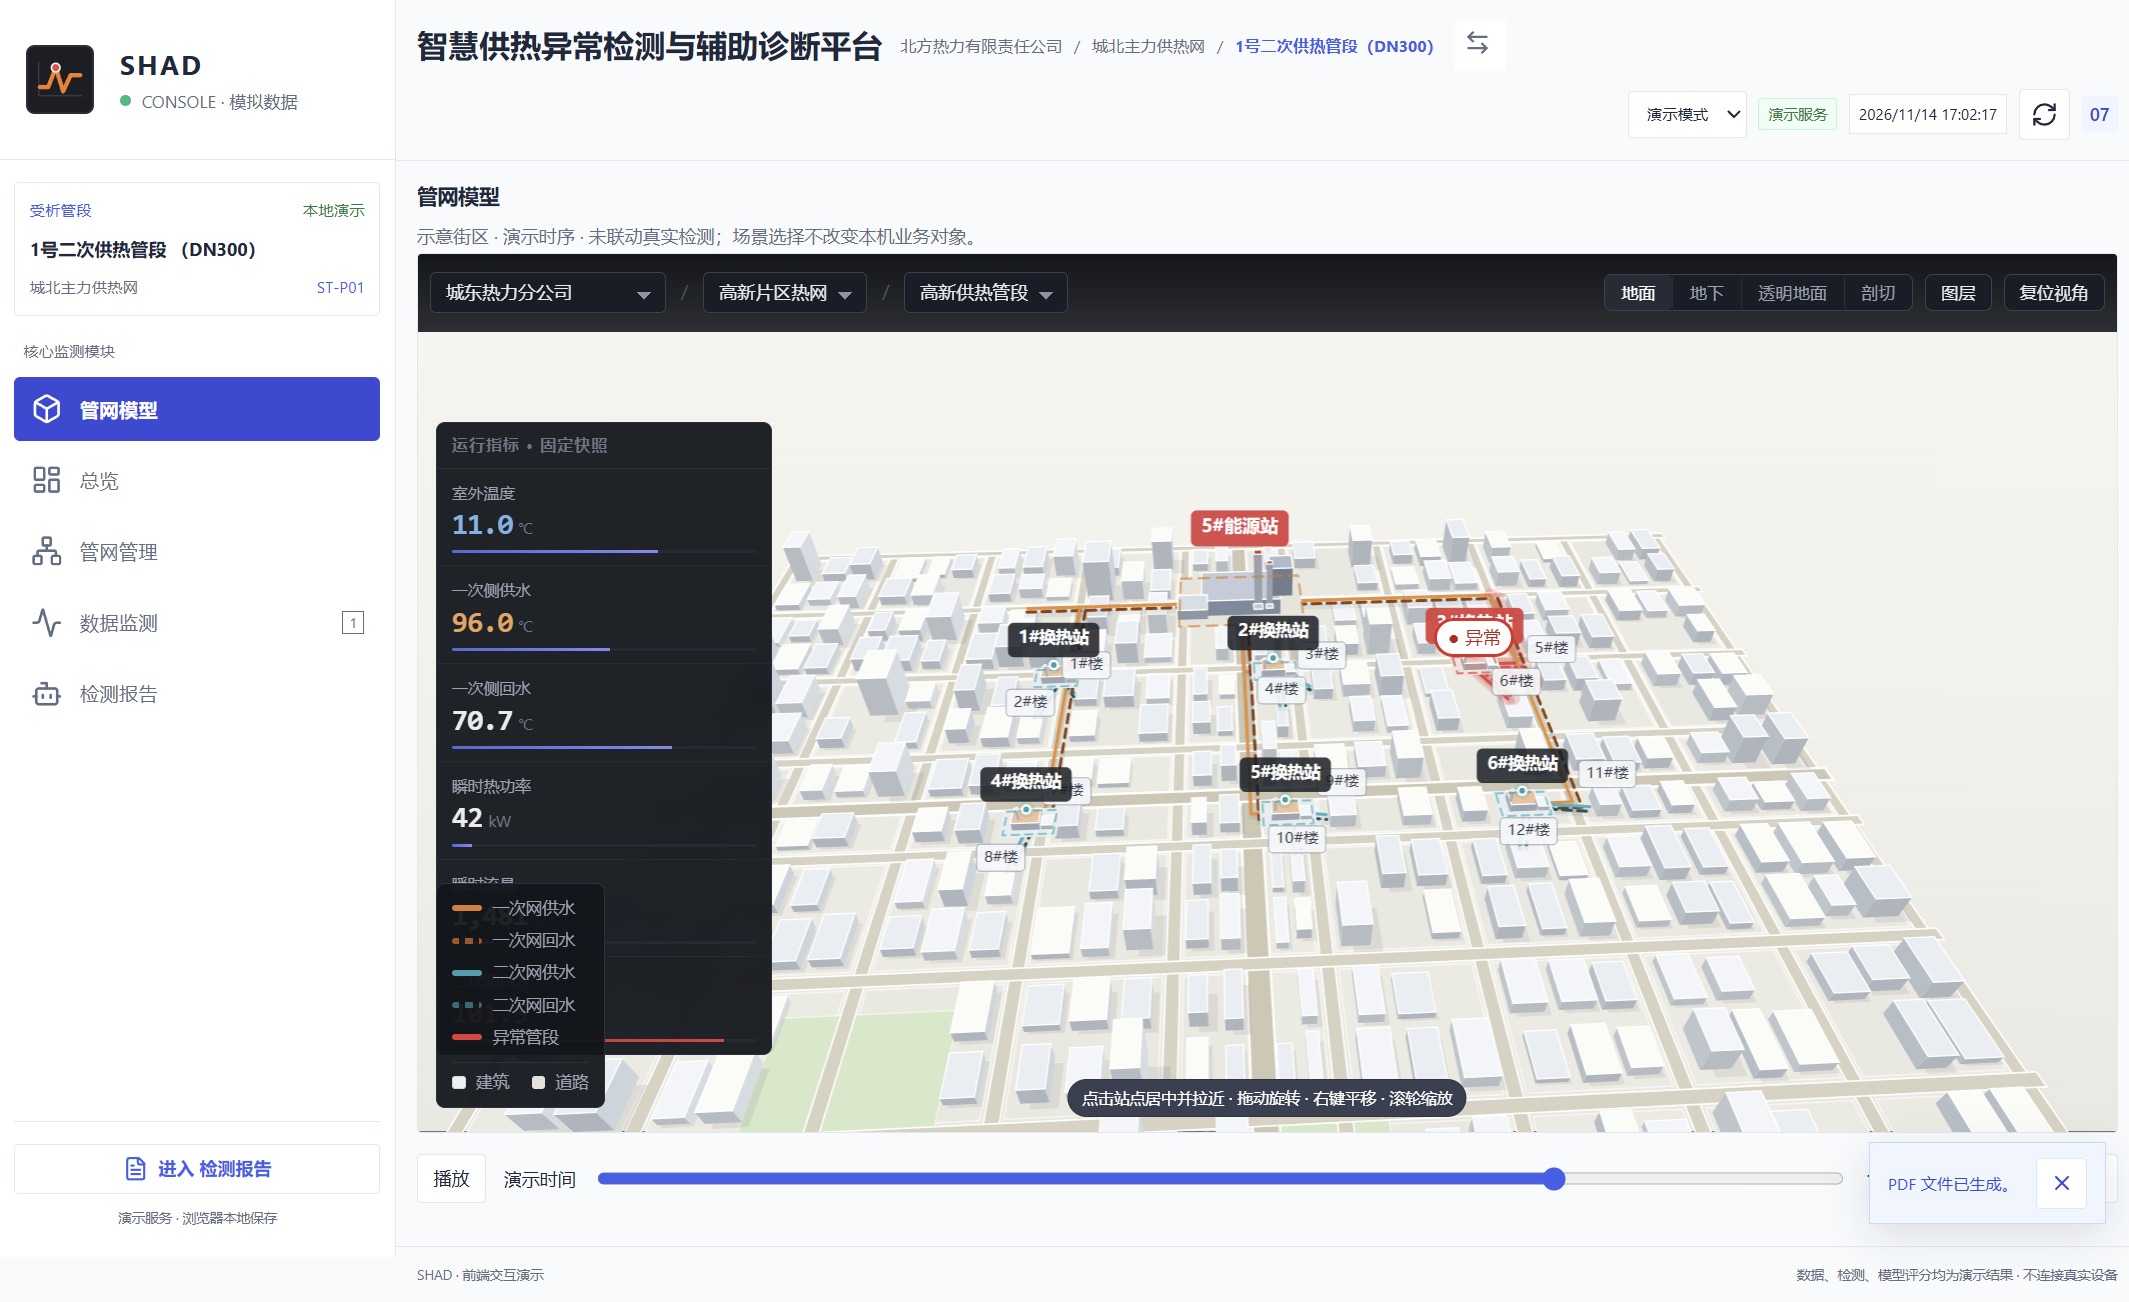 SHAD
CONSOLE · 模拟数据
智慧供热异常检测与辅助诊断平台
北方热力有限责任公司 / 城北主力供热网 / 1号二次供热管段（DN300）
演示模式
演示服务
2026/11/14 17:02:17
07
受析管段
本地演示
1号二次供热管段 （DN300）
城北主力供热网
ST-P01
核心监测模块
管网模型
总览
管网管理
数据监测
1
检测报告
进入 检测报告
演示服务 · 浏览器本地保存
管网模型
示意街区 · 演示时序 · 未联动真实检测；场景选择不改变本机业务对象。
城东热力分公司 / 高新片区热网 / 高新供热管段
地面
地下
透明地面
剖切
图层
复位视角
运行指标 • 固定快照
室外温度
11.0 ℃
一次侧供水
96.0 ℃
一次侧回水
70.7 ℃
瞬时热功率
42 kW
一次网供水
一次网回水
二次网供水
二次网回水
异常管段
建筑
道路
5#能源站
1#换热站
1#楼
2#楼
2#换热站
3#楼
4#楼
异常
5#楼
6#楼
4#换热站
8#楼
5#换热站
9#楼
10#楼
6#换热站
11#楼
12#楼
点击站点居中并拉近 · 拖动旋转 · 右键平移 · 滚轮缩放
播放
演示时间
PDF 文件已生成。
SHAD · 前端交互演示
数据、检测、模型评分均为演示结果 · 不连接真实设备